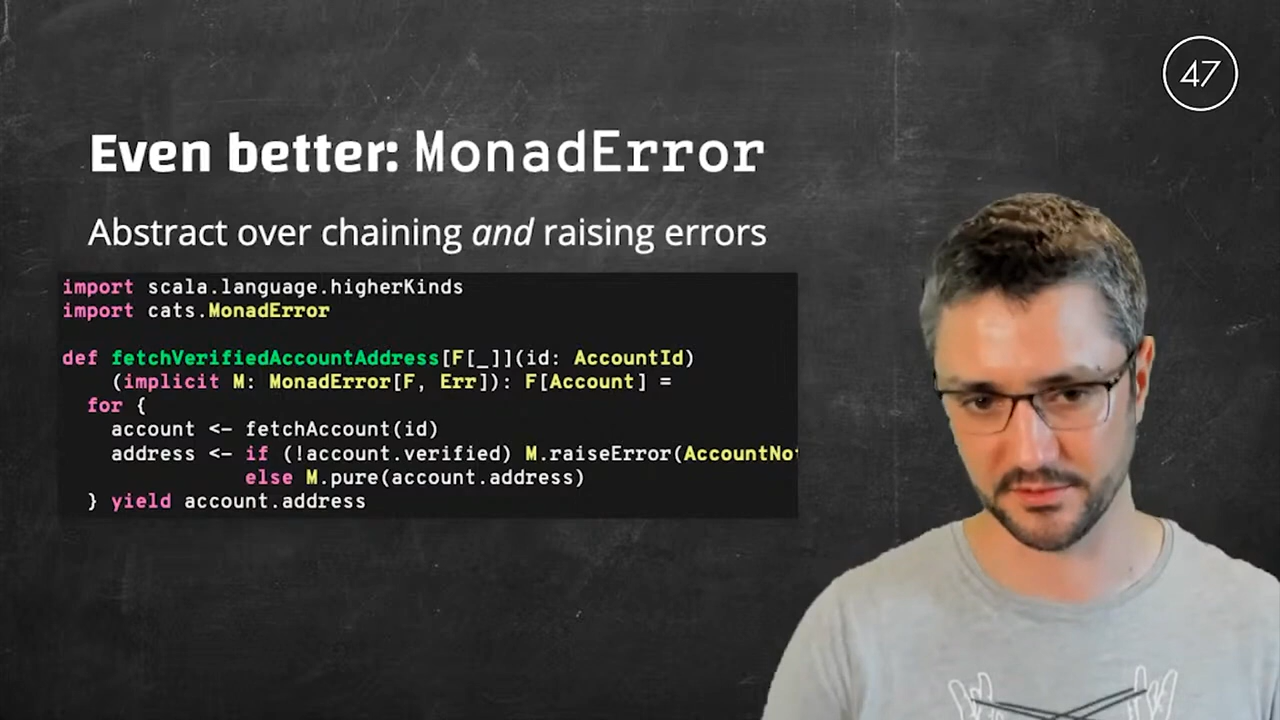 47
Even better: MonadError
Abstract over chaining and raising errors
import scala.language.higherKinds
import cats.MonadError
def fetchVerifiedAccountAddress[F[_]](id: AccountId)
(implicit M: MonadError[F, Err]): F[Account] =
for {
account <- fetchAccount(id)
address <- if (!account.verified) M.raiseError(AccountNot
else M.pure(account.address)
} yield account.address